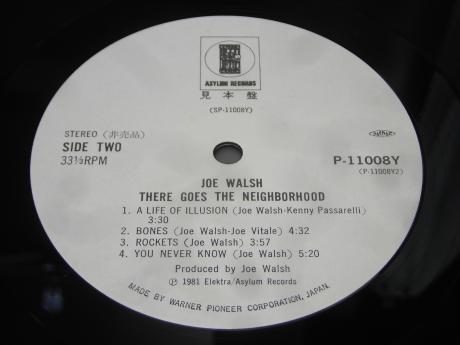 ASYLUM RECORDS
見本盤
(SP-11008Y)
STEREO (非売品)
SIDE TWO
33⅓RPM
P-11008Y
(P-11008Y2)
JOE WALSH
THERE GOES THE NEIGHBORHOOD
1. A LIFE OF ILLUSION (Joe Walsh-Kenny Passarelli)
3:30
2. BONES (Joe Walsh-Joe Vitale) 4:32
3. ROCKETS (Joe Walsh) 3:57
4. YOU NEVER KNOW (Joe Walsh) 5:20
Produced by Joe Walsh
Ⓟ 1981 Elektra/Asylum Records
MADE BY WARNER PIONEER CORPORATION, JAPAN.